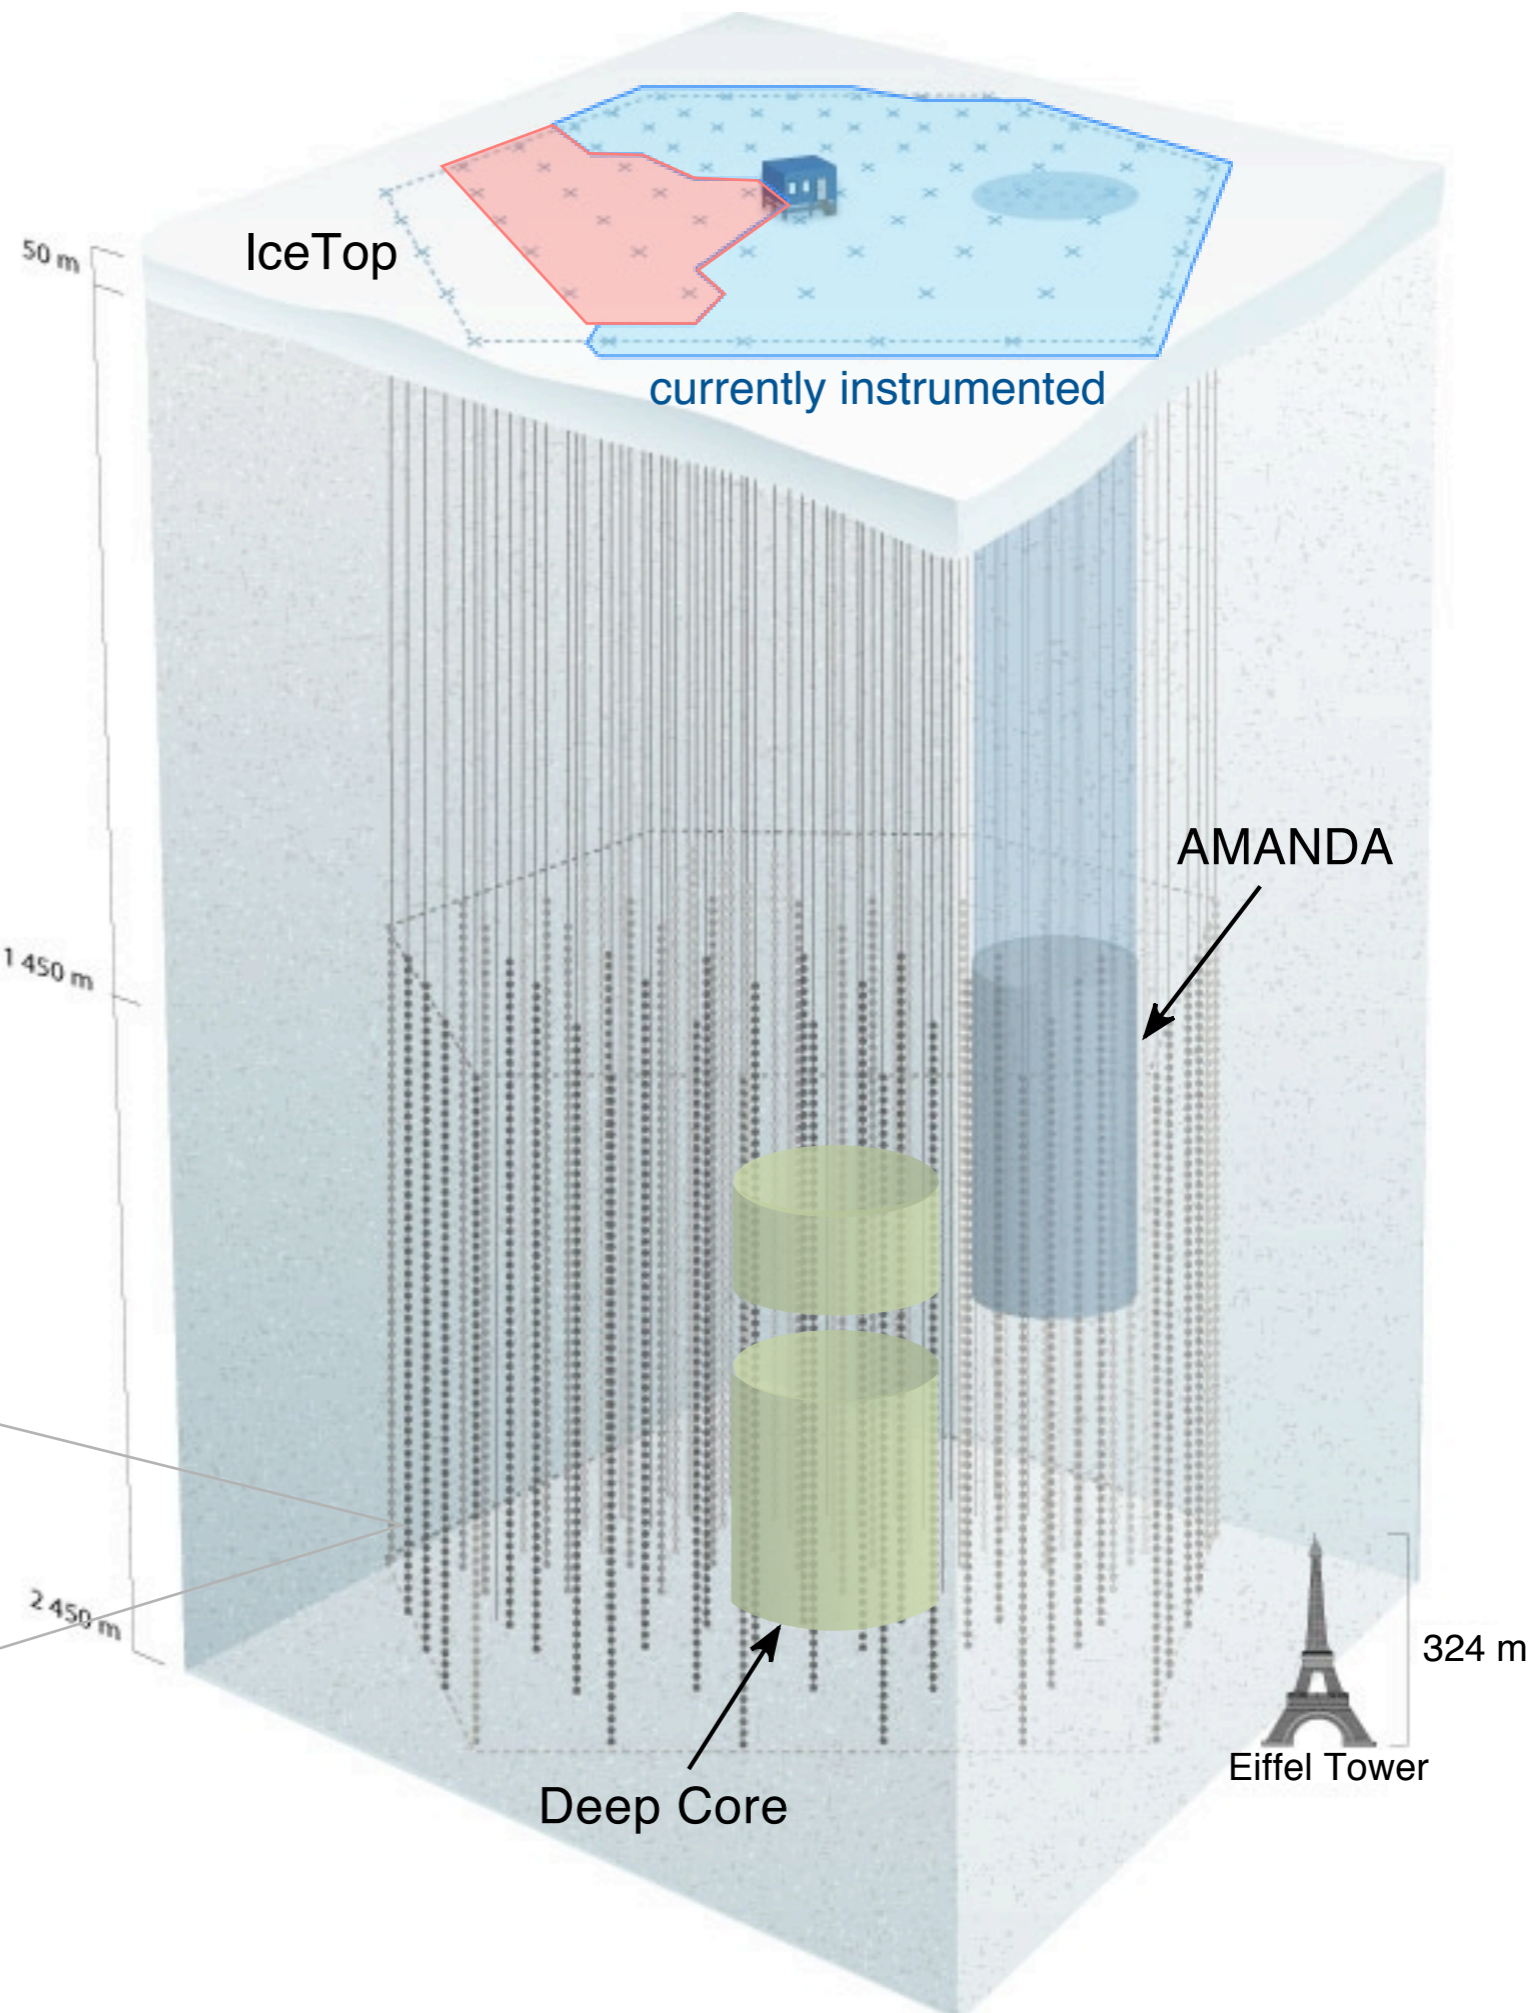 50 m
IceTop
currently instrumented
AMANDA
1 450 m
2 450 m
324 m
Eiffel Tower
Deep Core